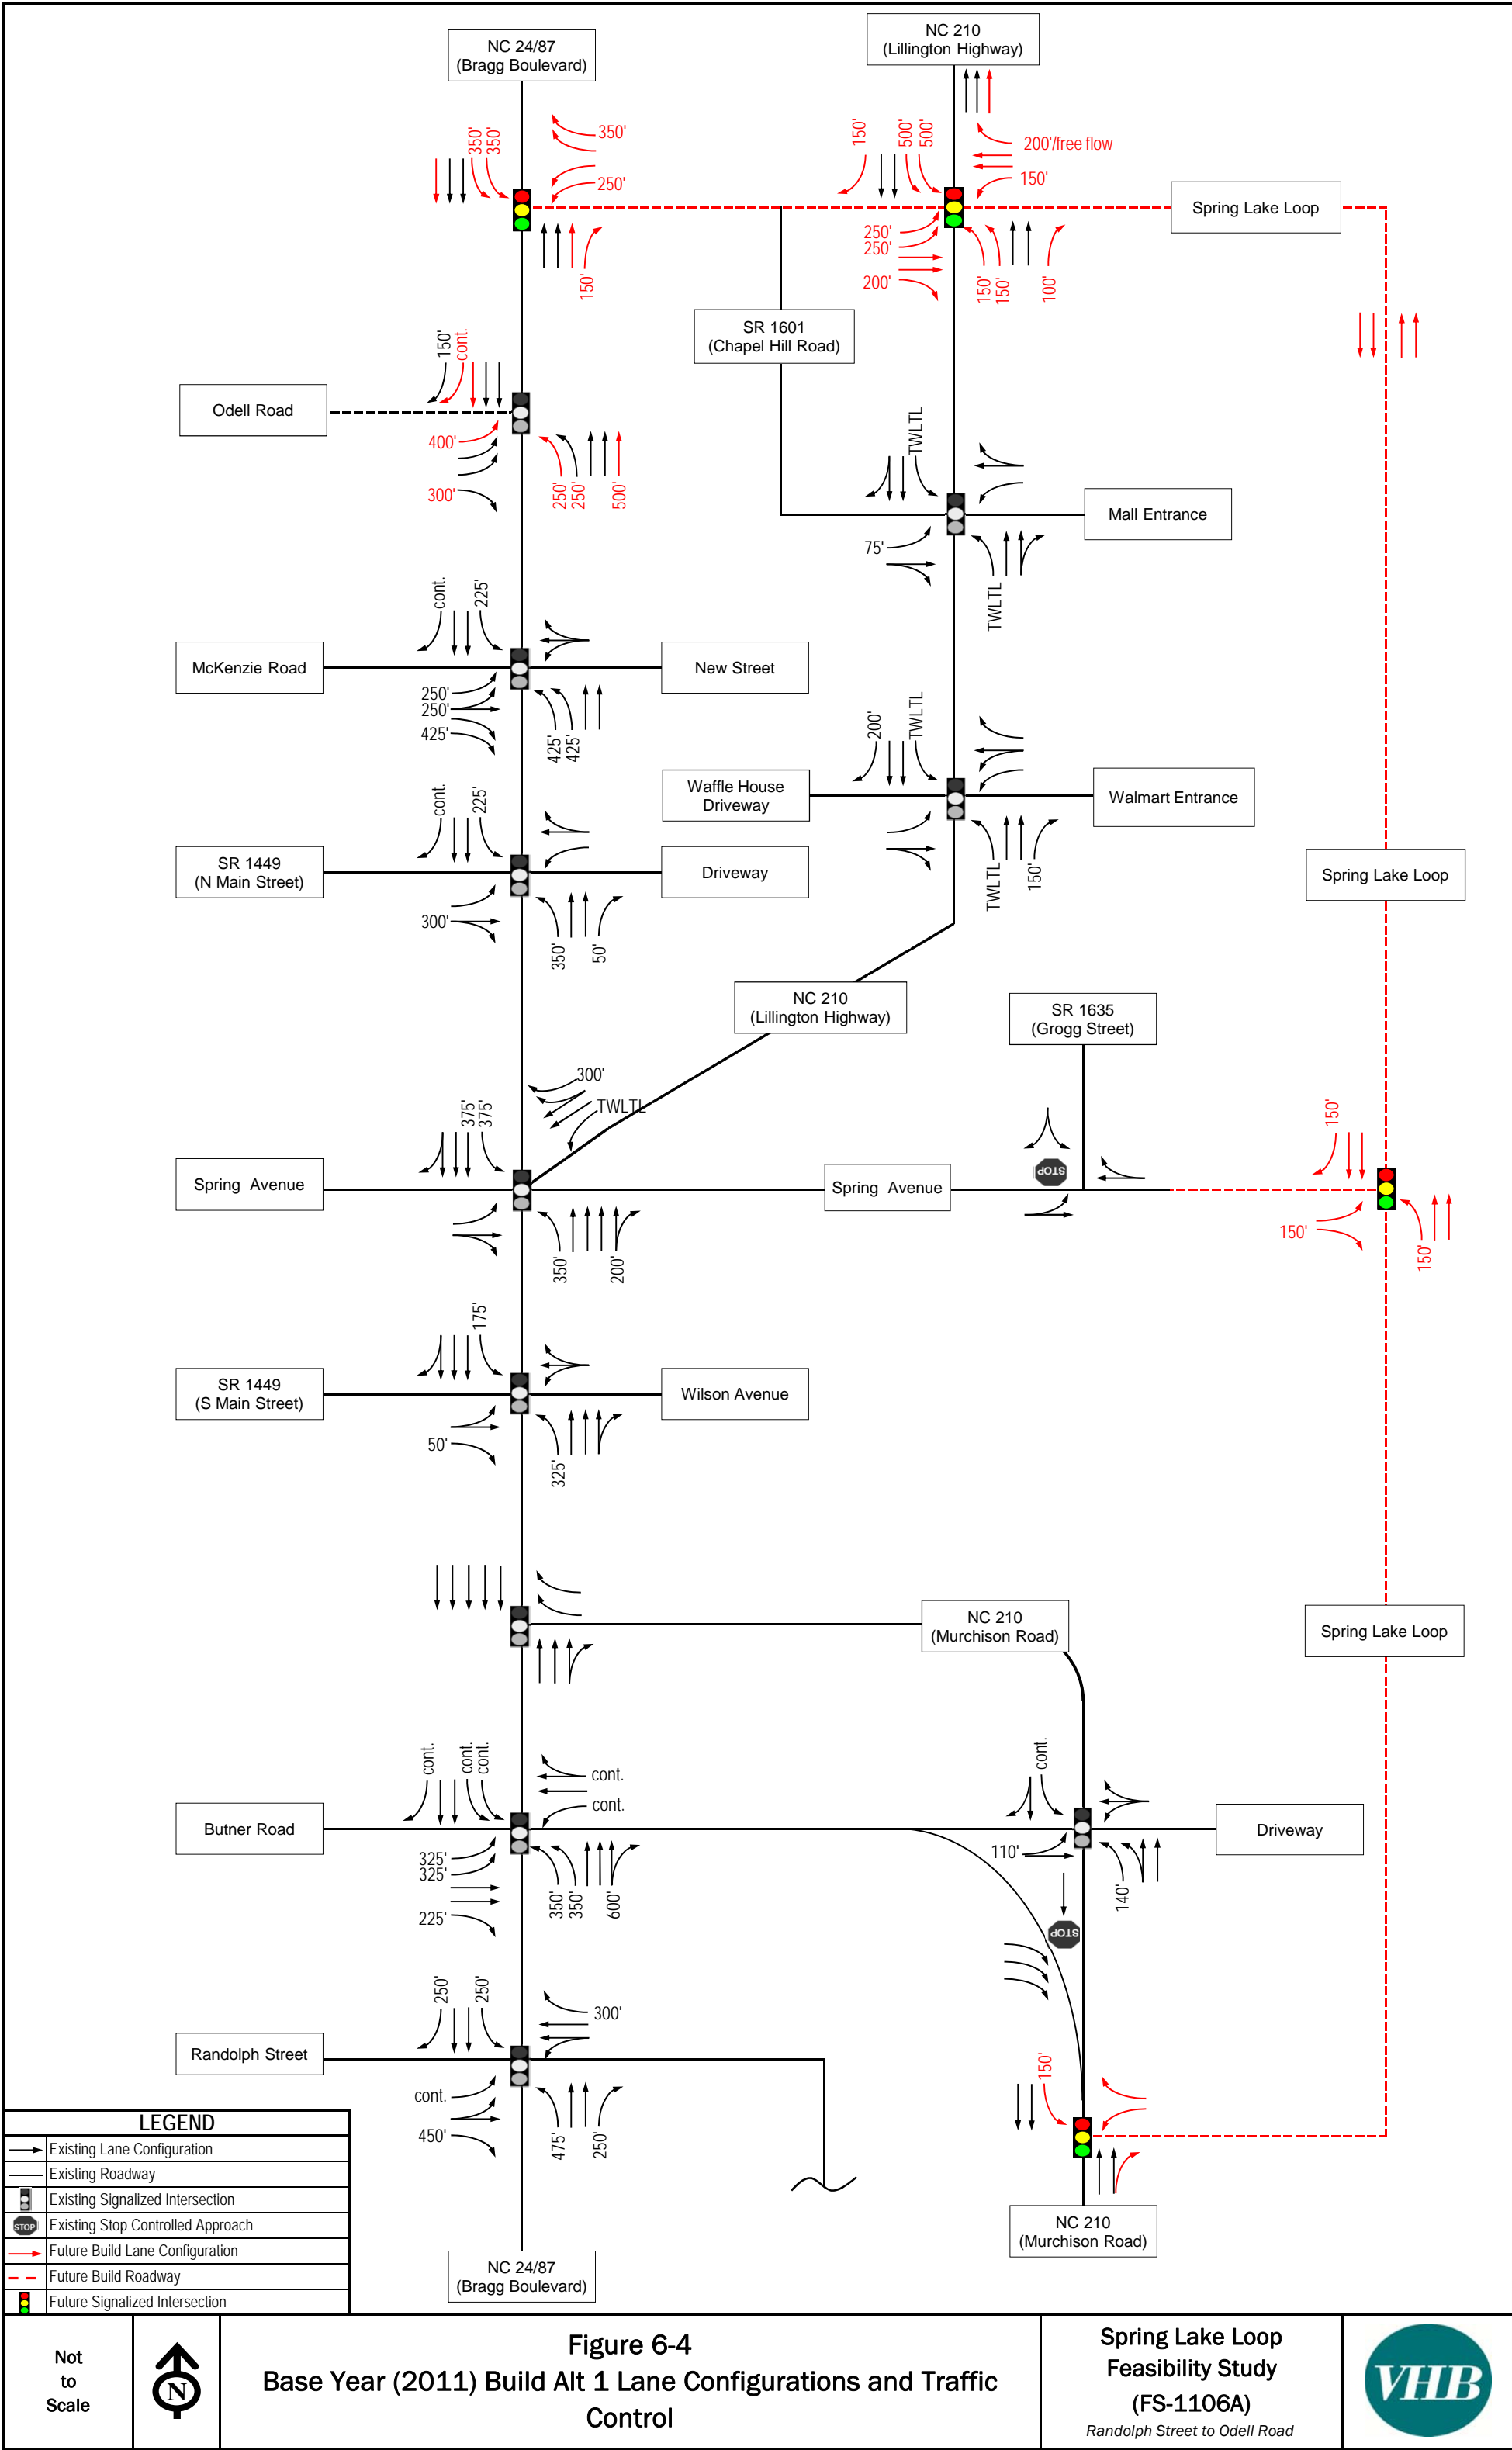 NC 24/87
(Bragg Boulevard)
NC 210
(Lillington Highway)
350'
350'
350'
250'
150'
150'
500'
500'
200'/free flow
150'
250'
250'
200'
150'
150'
100'
Spring Lake Loop
SR 1601
(Chapel Hill Road)
150'
cont.
Odell Road
400'
300'
250'
250'
500'
TWLTL
Mall Entrance
75'
TWLTL
cont.
225'
McKenzie Road
New Street
250'
250'
425'
425'
425'
200'
TWLTL
Waffle House
Driveway
Walmart Entrance
TWLTL
150'
cont.
225'
SR 1449
(N Main Street)
Driveway
300'
350'
50'
Spring Lake Loop
NC 210
(Lillington Highway)
SR 1635
(Grogg Street)
300'
TWLTL
375'
375'
Spring Avenue
Spring Avenue
STOP
350'
200'
150'
150'
150'
175'
SR 1449
(S Main Street)
Wilson Avenue
50'
325'
NC 210
(Murchison Road)
Spring Lake Loop
cont.
cont.
cont.
cont.
cont.
Butner Road
325'
325'
225'
350'
350'
600'
cont.
110'
140'
Driveway
STOP
250'
250'
300'
Randolph Street
cont.
450'
475'
250'
150'
NC 210
(Murchison Road)
NC 24/87
(Bragg Boulevard)
LEGEND
Existing Lane Configuration
Existing Roadway
Existing Signalized Intersection
STOP Existing Stop Controlled Approach
Future Build Lane Configuration
Future Build Roadway
Future Signalized Intersection
Not
to
Scale
N
Figure 6-4
Base Year (2011) Build Alt 1 Lane Configurations and Traffic
Control
Spring Lake Loop
Feasibility Study
(FS-1106A)
Randolph Street to Odell Road
VHB